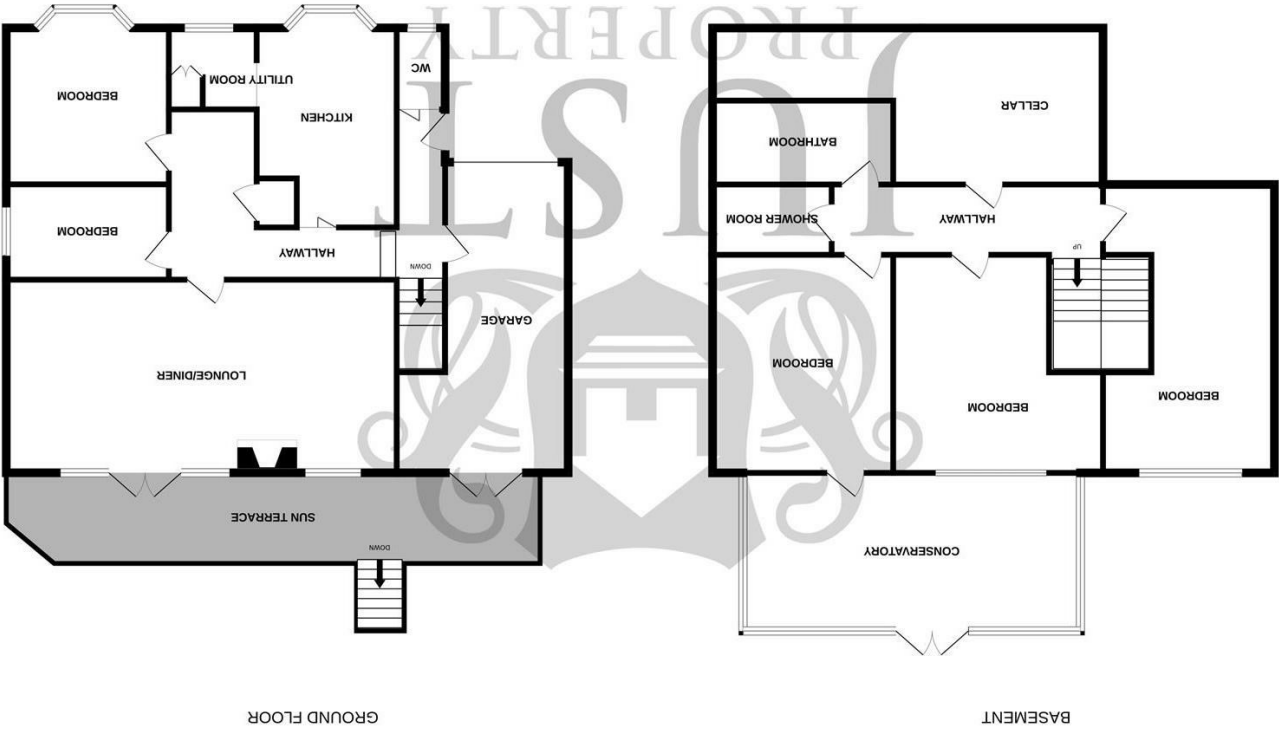 BASEMENT
CONSERVATORY
BEDROOM
BEDROOM
BEDROOM
UP
HALLWAY
SHOWER ROOM
BATHROOM
CELLAR
GROUND FLOOR
DOWN
SUN TERRACE
LOUNGE/DINER
GARAGE
DOWN
HALLWAY
BEDROOM
KITCHEN
BEDROOM
UTILITY ROOM
WC
JUST
PROPERTY